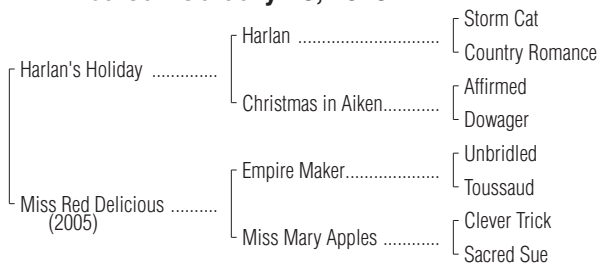 Storm Cat
Harlan ..............................
Country Romance
Harlan's Holiday ..............
Affirmed
Christmas in Aiken............
Dowager
Unbridled
Empire Maker....................
Toussaud
Miss Red Delicious ..........
(2005)
Clever Trick
Miss Mary Apples ............
Sacred Sue